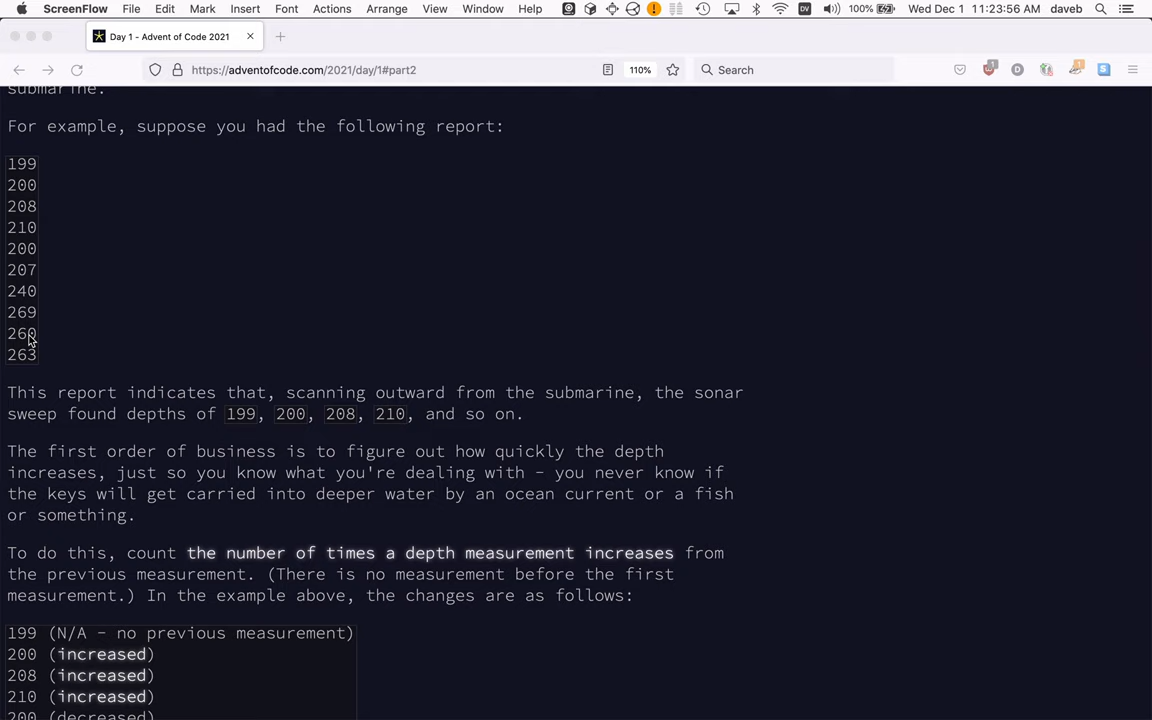 ScreenFlow File Edit Mark Insert Font Actions Arrange View Window Help DV 100% Wed Dec 1 11:23:56 AM daveb
Day 1 - Advent of Code 2021
https://adventofcode.com/2021/day/1#part2 110% Search
submarine.
For example, suppose you had the following report:
199
200
208
210
200
207
240
269
260
263
This report indicates that, scanning outward from the submarine, the sonar
sweep found depths of 199, 200, 208, 210, and so on.
The first order of business is to figure out how quickly the depth
increases, just so you know what you're dealing with - you never know if
the keys will get carried into deeper water by an ocean current or a fish
or something.
To do this, count the number of times a depth measurement increases from
the previous measurement. (There is no measurement before the first
measurement.) In the example above, the changes are as follows:
199 (N/A - no previous measurement)
200 (increased)
208 (increased)
210 (increased)
200 (decreased)